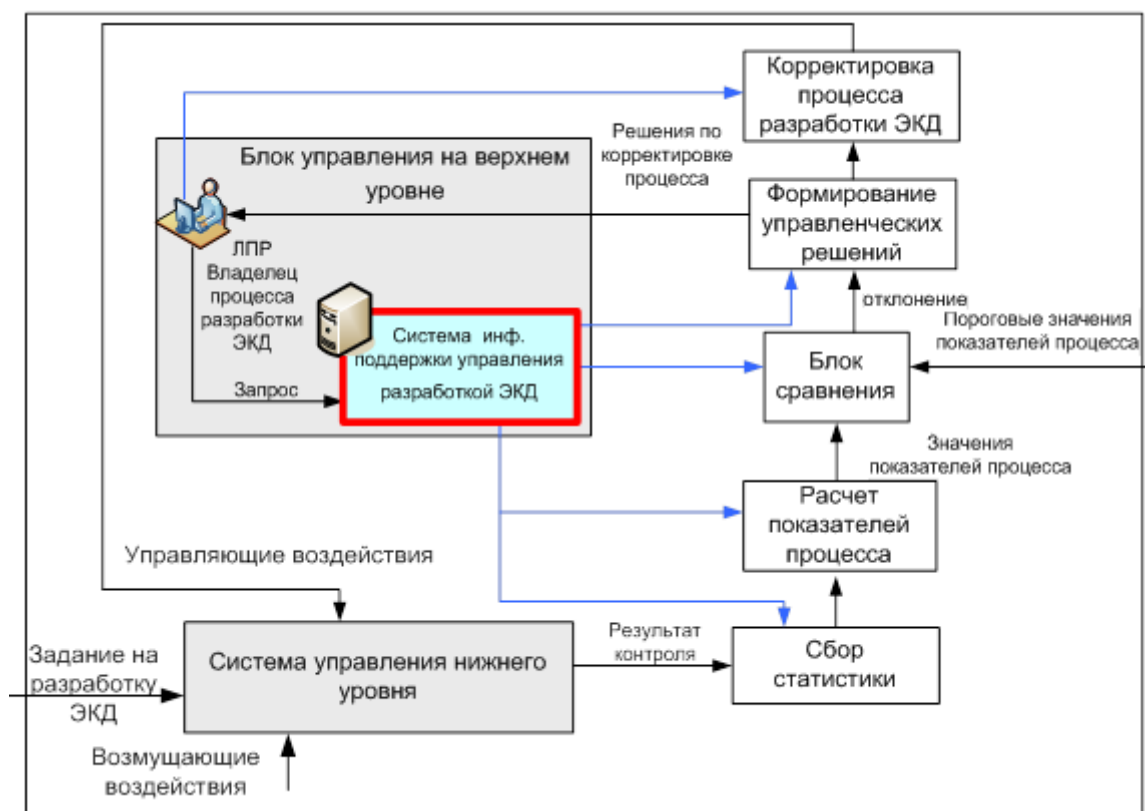 Корректировка
процесса
разработки ЭКД
Решения по
корректировке
процесса
Блок управления на верхнем
уровне
Формирование
управленческих
решений
ЛПР
Владелец
процесса
разработки
ЭКД
отклонение
Пороговые значения
показателей процесса
Система инф.
поддержки управления
разработкой ЭКД
Блок
сравнения
Запрос
Значения
показателей процесса
Расчет
показателей
процесса
Управляющие воздействия
Результат
контроля
Сбор
статистики
Система управления нижнего
уровня
Задание на
разработку
ЭКД
Возмущающие
воздействия